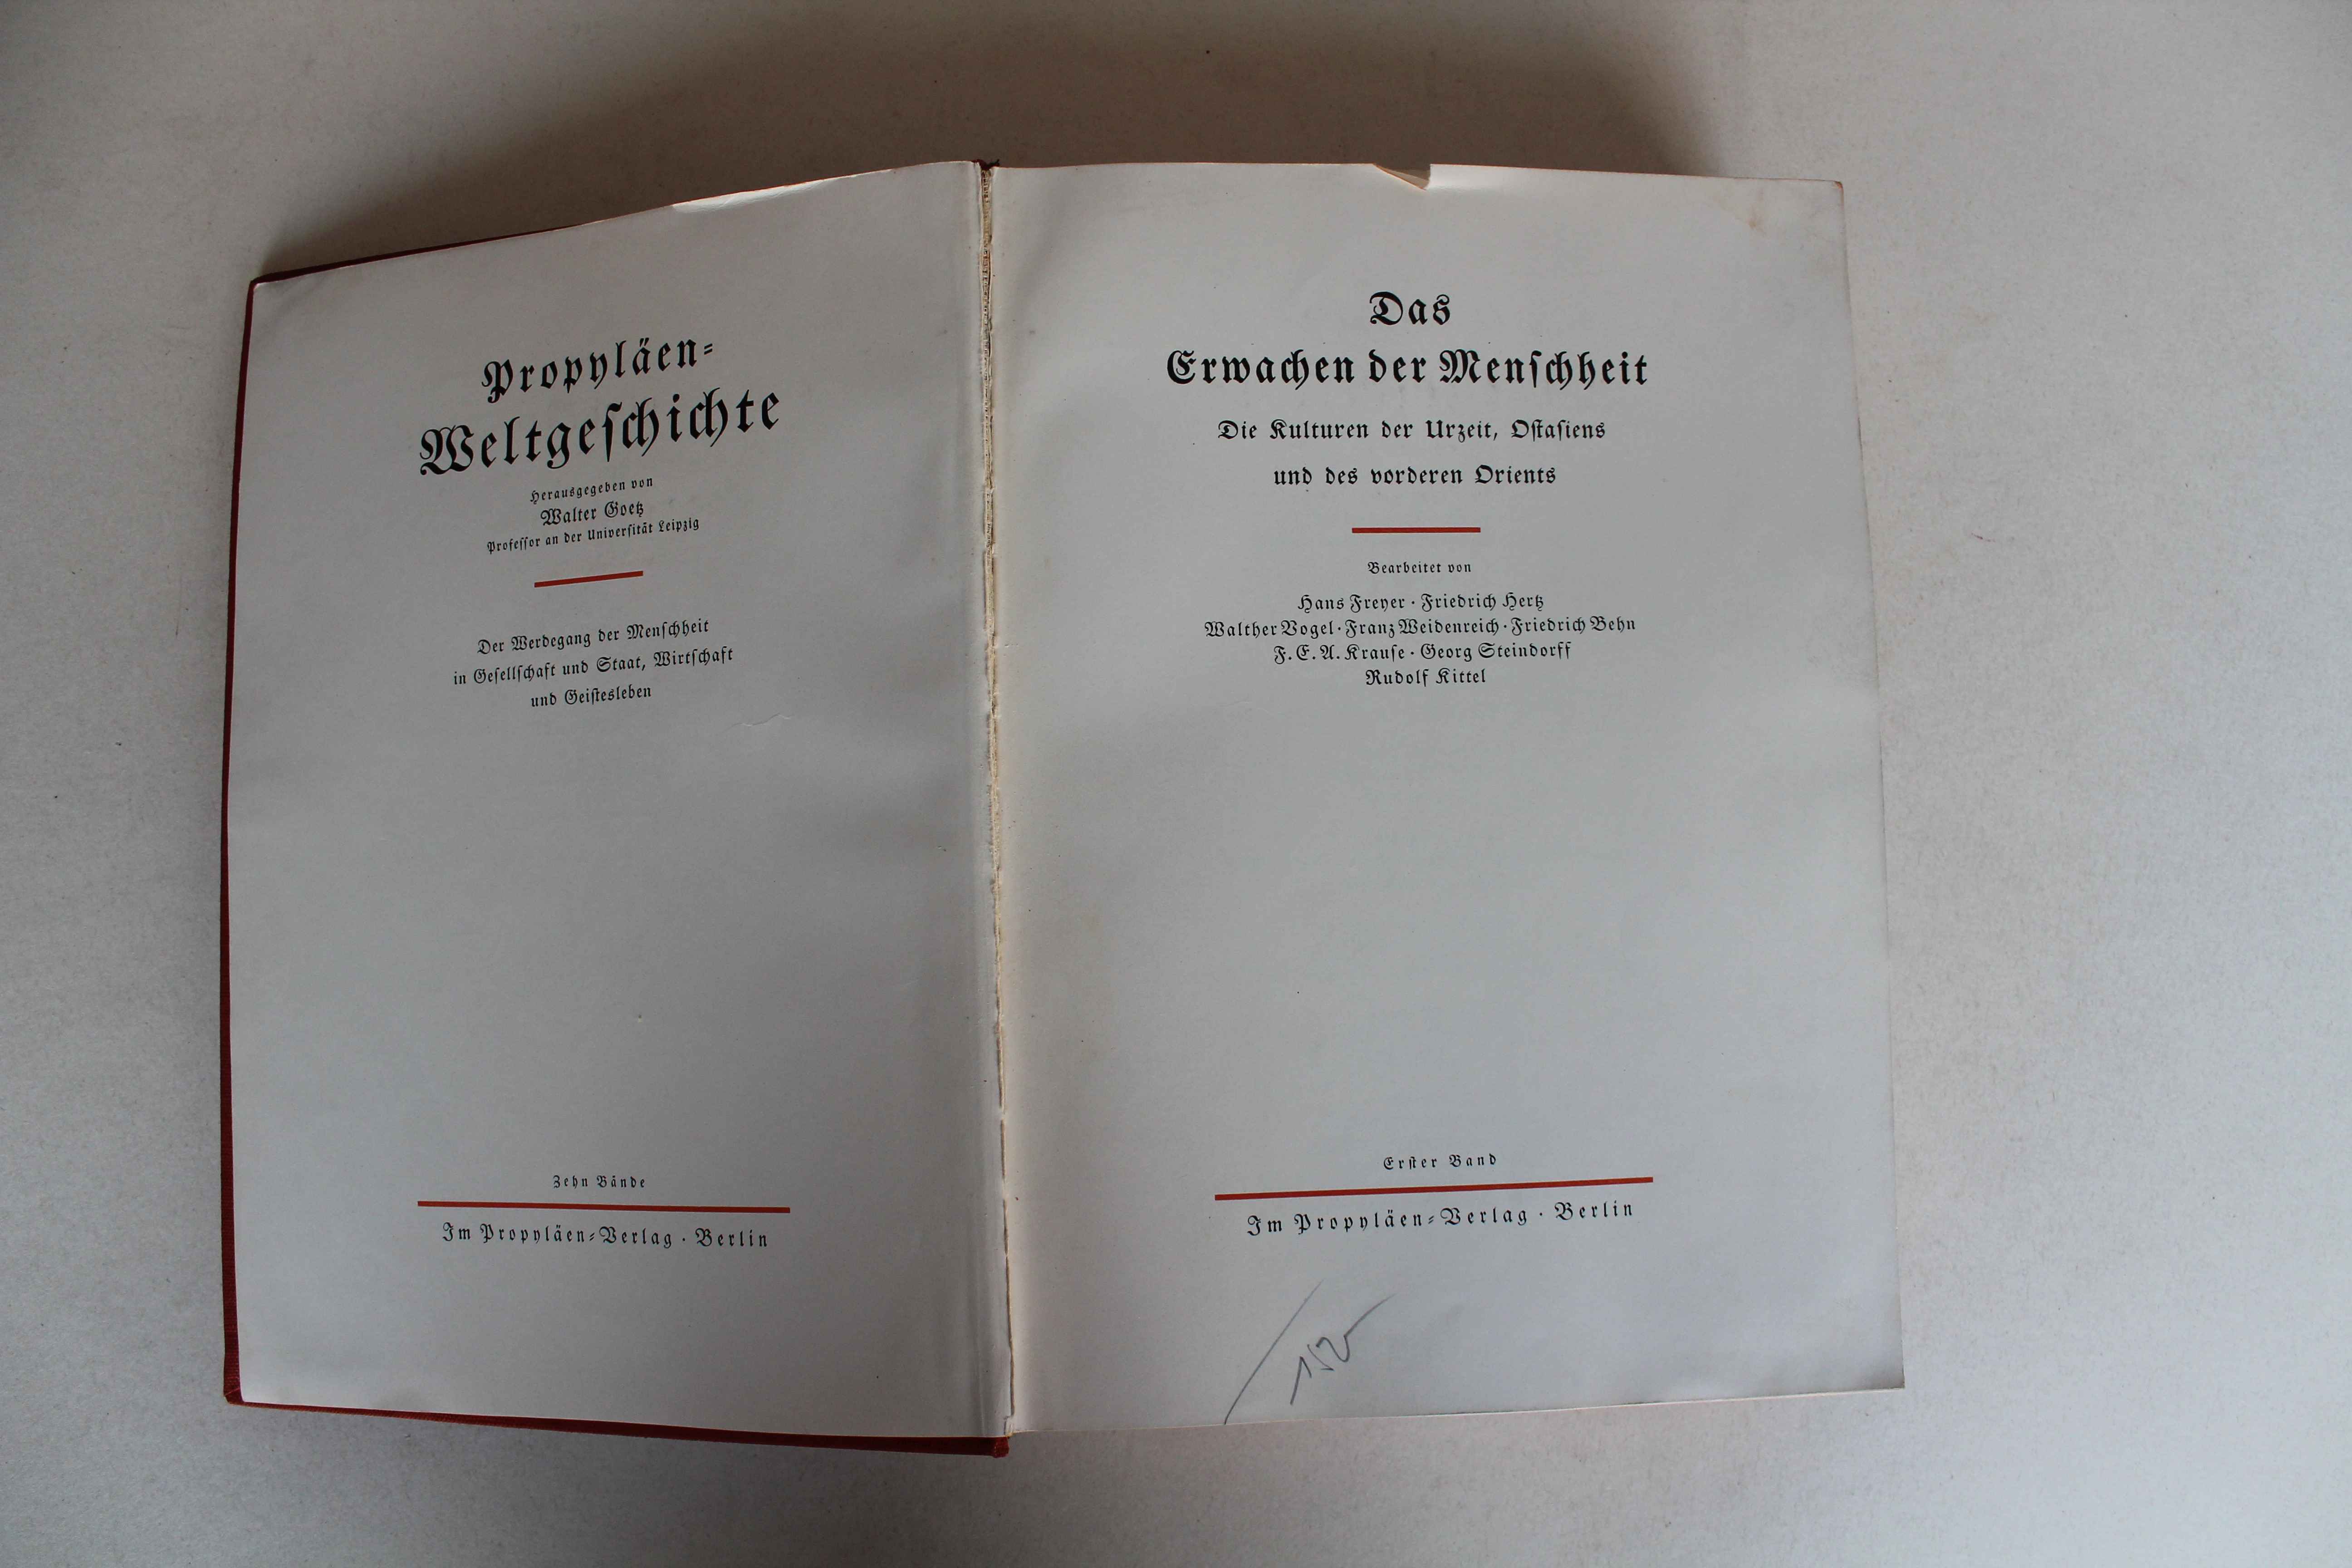 Propyläen-
Weltgeſchichte
Herausgegeben von
Walter Goetz
Profeſſor an der Univerſität Leipzig
Der Werdegang der Menſchheit
in Geſellſchaft und Staat, Wirtſchaft
und Geiſtesleben
Zehn Bände
Im Propyläen-Verlag · Berlin
Das
Erwachen der Menſchheit
Die Kulturen der Urzeit, Oſtaſiens
und des vorderen Orients
Bearbeitet von
Hans Freyer · Friedrich Hertz
Walther Vogel · Franz Weidenreich · Friedrich Behn
F. E. A. Krauſe · Georg Steindorff
Rudolf Kittel
Erſter Band
Im Propyläen-Verlag · Berlin